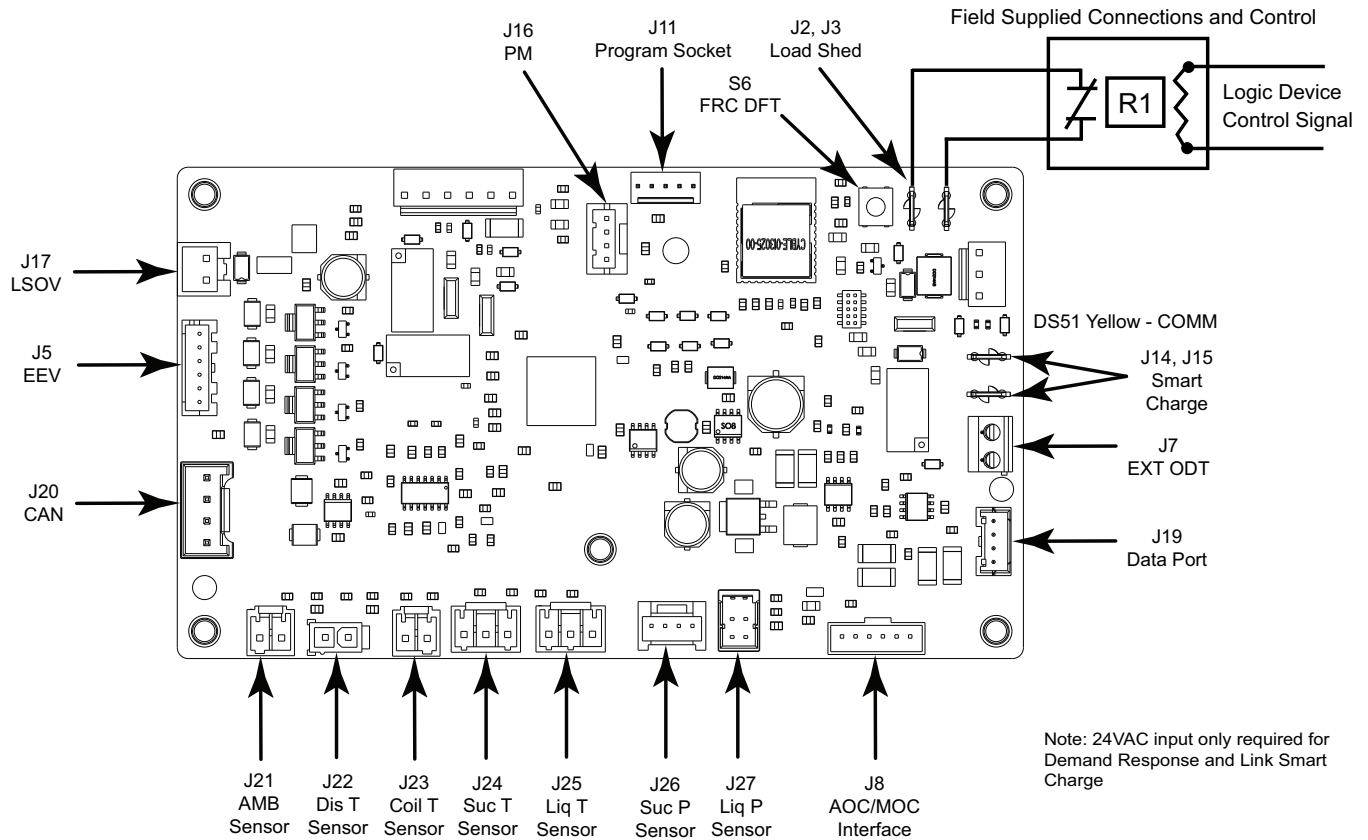 Field Supplied Connections and Control
J16
PM
J11
Program Socket
J2, J3
Load Shed
S6
FRC DFT
R1
Logic Device
Control Signal
CYBLE-013025-00
J17
LSOV
DS51 Yellow - COMM
J5
EEV
J14, J15
Smart
Charge
SO8
J7
EXT ODT
J20
CAN
J19
Data Port
J21
AMB
Sensor
J22
Dis T
Sensor
J23
Coil T
Sensor
J24
Suc T
Sensor
J25
Liq T
Sensor
J26
Suc P
Sensor
J27
Liq P
Sensor
J8
AOC/MOC
Interface
Note: 24VAC input only required for
Demand Response and Link Smart
Charge